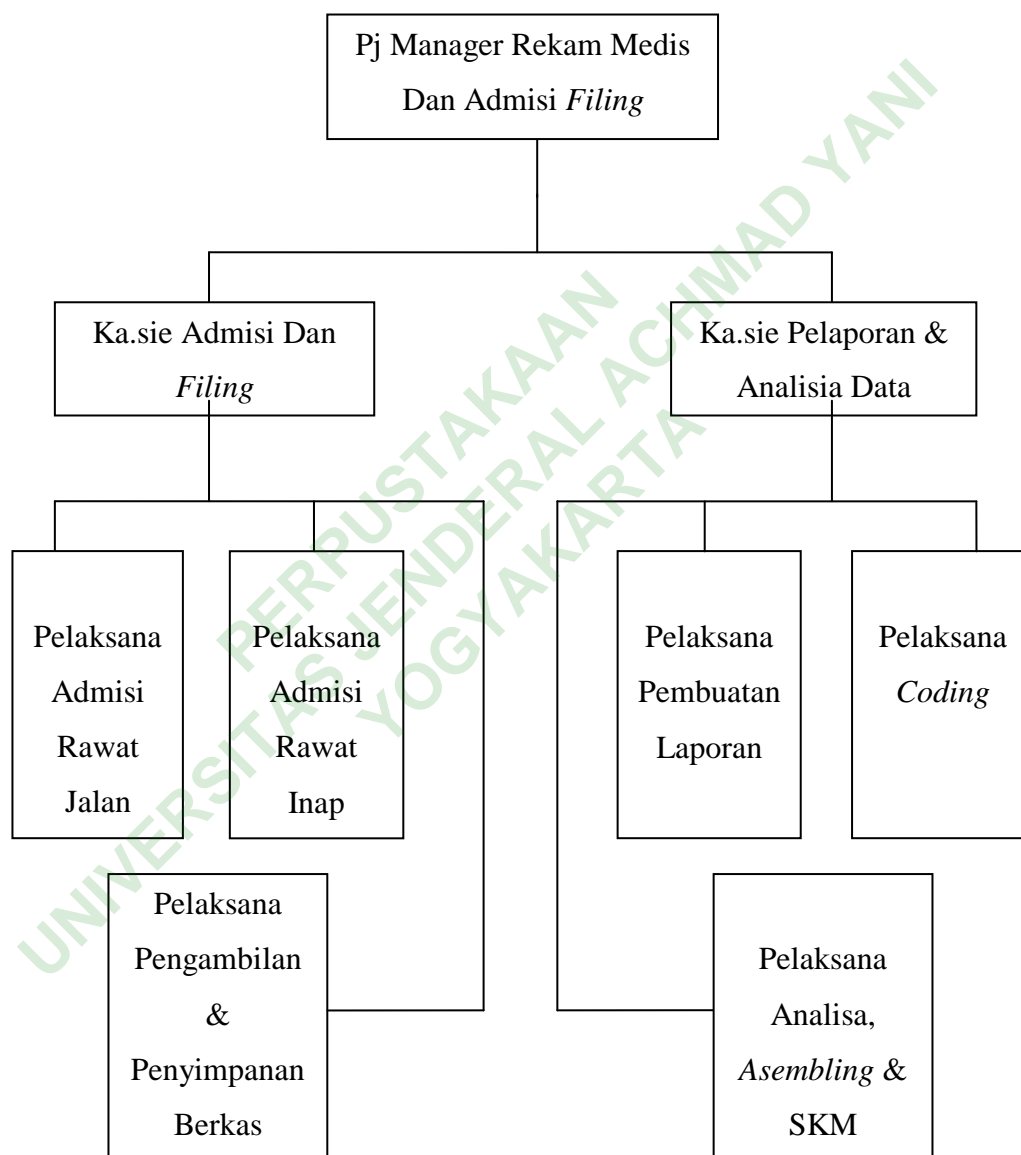 Pj Manager Rekam Medis
Dan Admisi Filing
Ka.sie Admisi Dan
Filing
Ka.sie Pelaporan &
Analisia Data
Pelaksana
Admisi
Rawat
Jalan
Pelaksana
Admisi
Rawat
Inap
Pelaksana
Pembuatan
Laporan
Pelaksana
Coding
Pelaksana
Pengambilan
&
Penyimpanan
Berkas
Pelaksana
Analisa,
Asembling &
SKM
PERPUSTAKAAN
UNIVERSITAS JENDERAL ACHMAD YANI
YOGYAKARTA